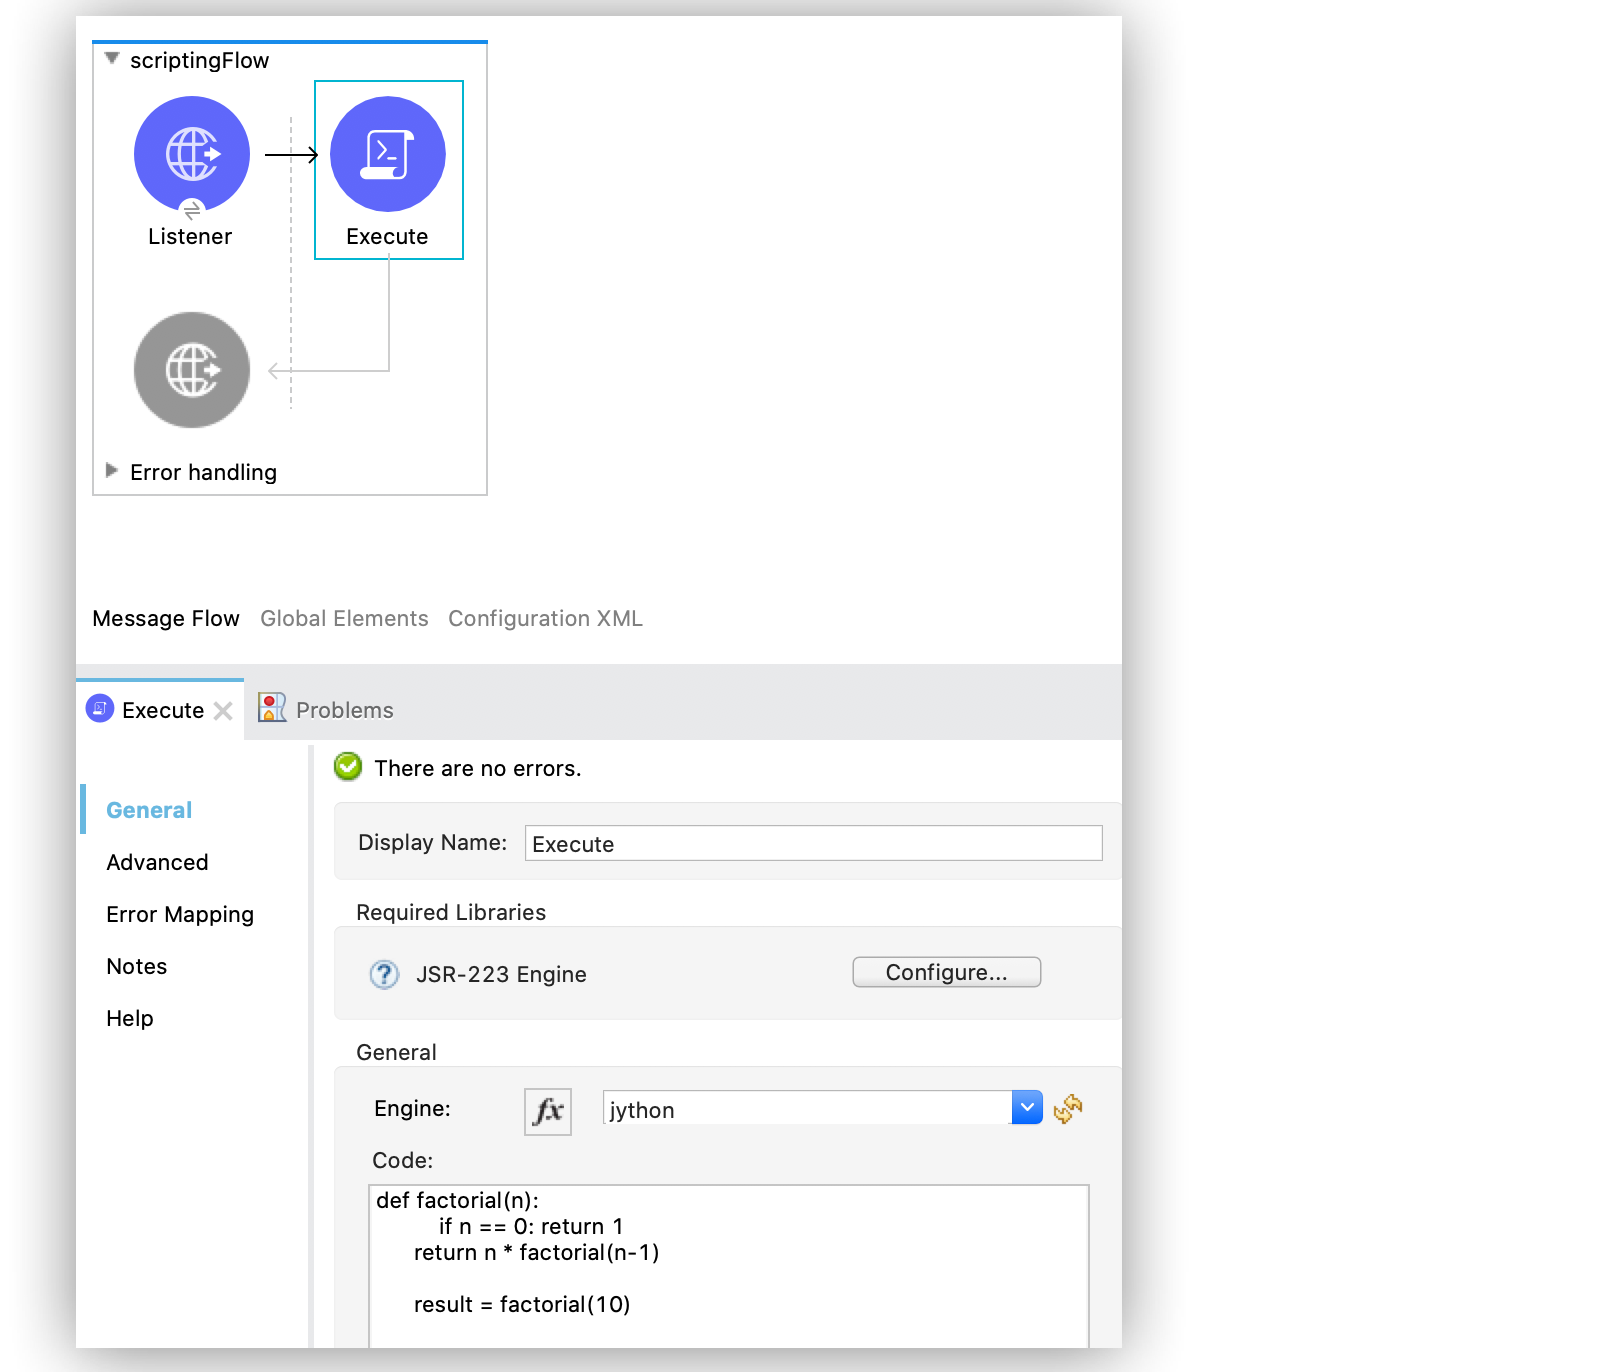 scriptingFlow
Listener
Execute
Error handling
Message Flow Global Elements Configuration XML
Execute Problems
There are no errors.
General
Display Name: Execute
Advanced
Required Libraries
Error Mapping
Notes
JSR-223 Engine Configure...
Help
General
Engine: fx jython
Code:
def factorial(n):
if n == 0: return 1
return n * factorial(n-1)
result = factorial(10)